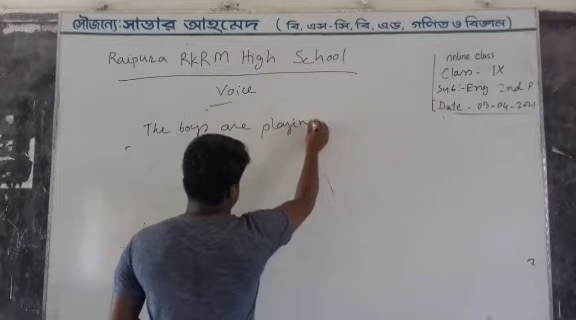 সৌজন্যে: সাত্তার আহমেদ ( বি, এস-সি, বি, এড, গণিত ও বিজ্ঞান )
Raipura RKRM High School
Voice
The boys are playin
online class
Class - IX
Sub:- Eng 2nd P
Date - 03-04-2021